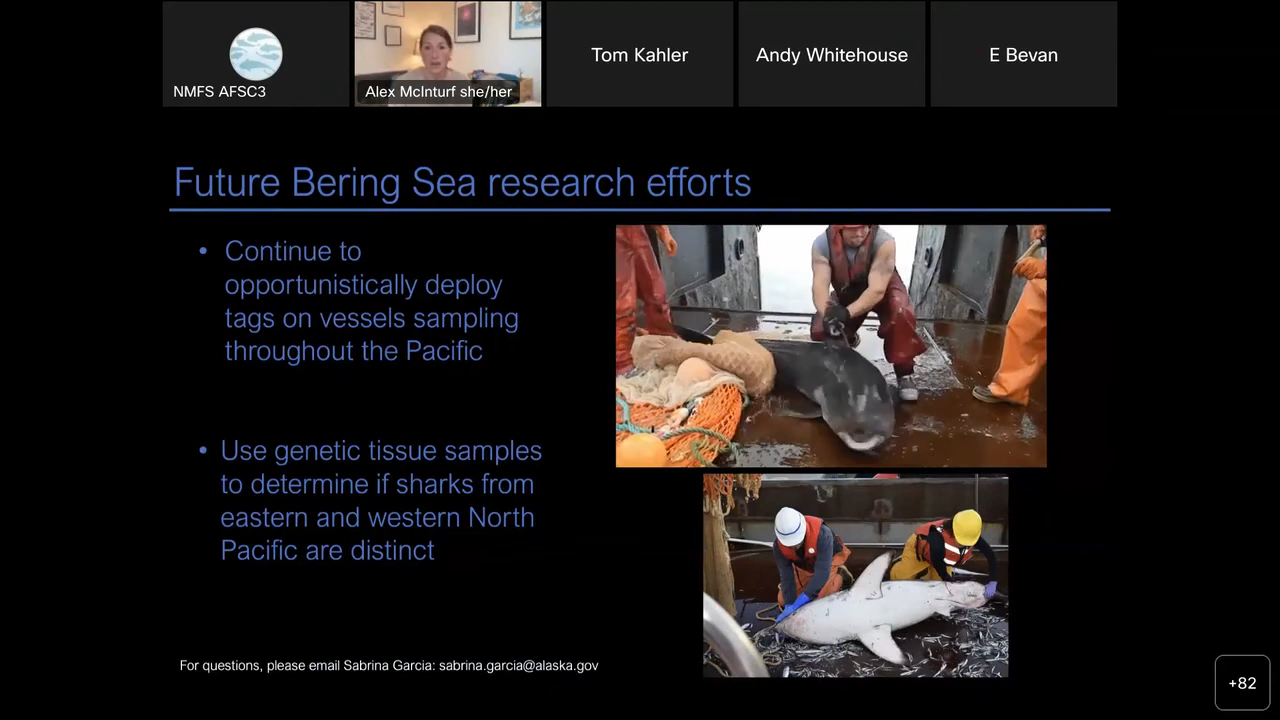 NMFS AFSC3
Alex McInturf she/her
Tom Kahler
Andy Whitehouse
E Bevan
Future Bering Sea research efforts
• Continue to
opportunistically deploy
tags on vessels sampling
throughout the Pacific
• Use genetic tissue samples
to determine if sharks from
eastern and western North
Pacific are distinct
For questions, please email Sabrina Garcia: sabrina.garcia@alaska.gov
+82